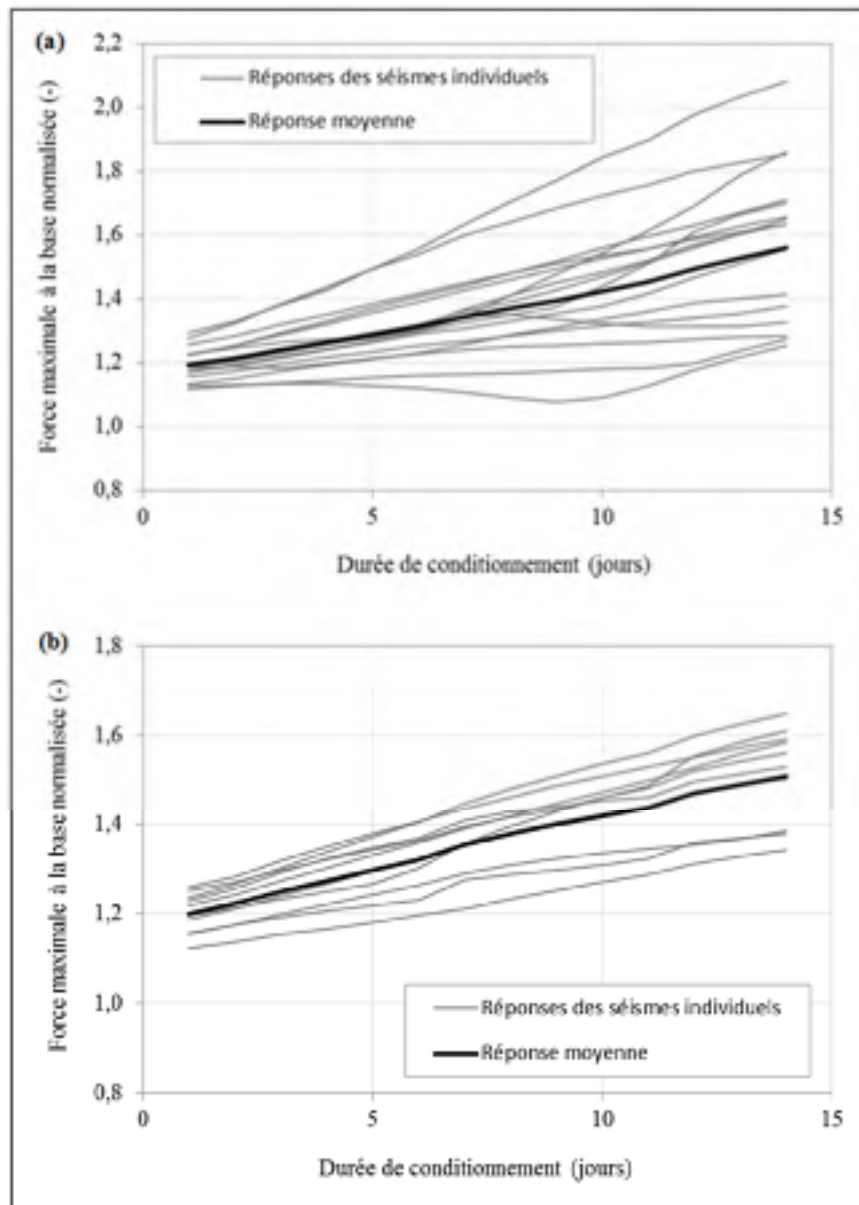 (a)
Force maximale à la base normalisée (-)
2,2
2,0
1,8
1,6
1,4
1,2
1,0
0,8
Réponses des séismes individuels
Réponse moyenne
0
5
10
15
Durée de conditionnement (jours)
(b)
Force maximale à la base normalisée (-)
1,8
1,6
1,4
1,2
1,0
0,8
Réponses des séismes individuels
Réponse moyenne
0
5
10
15
Durée de conditionnement (jours)